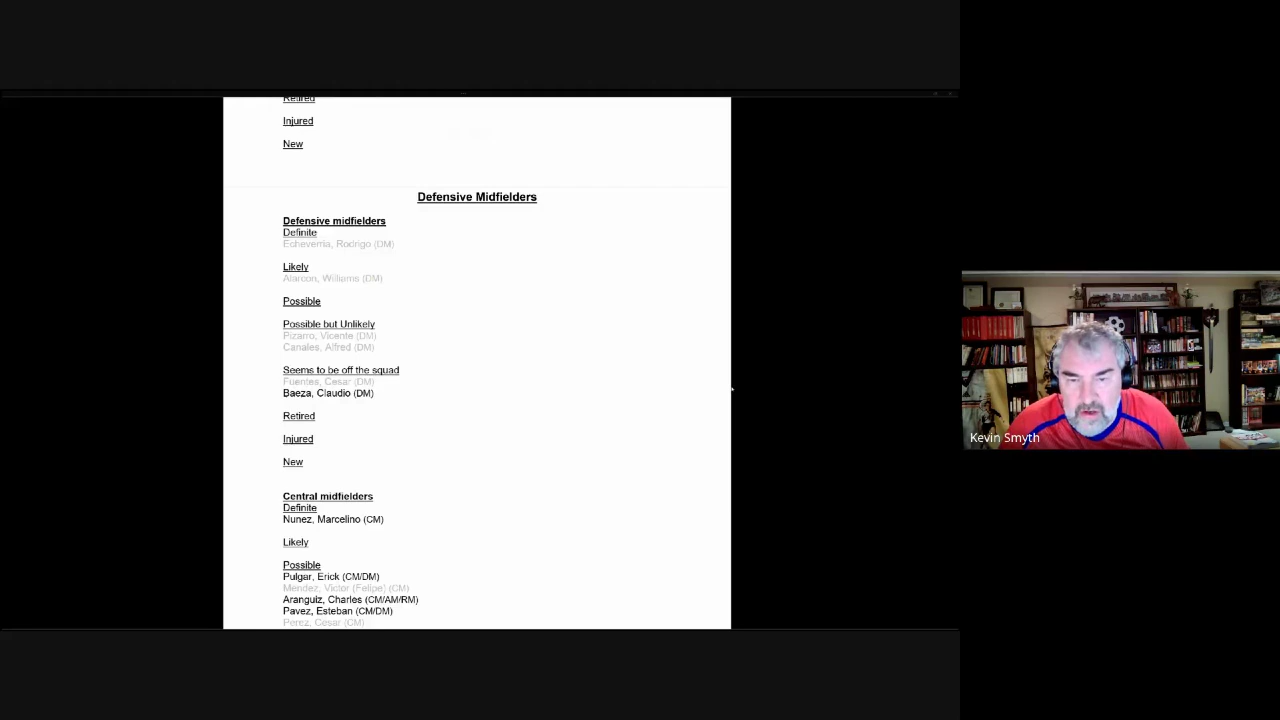 Retired
Injured
New
Defensive Midfielders
Defensive midfielders
Definite
Echeverria, Rodrigo (DM)
Likely
Alarcon, Williams (DM)
Possible
Possible but Unlikely
Pizarro, Vicente (DM)
Canales, Alfred (DM)
Seems to be off the squad
Fuentes, Cesar (DM)
Baeza, Claudio (DM)
Retired
Injured
New
Central midfielders
Definite
Nunez, Marcelino (CM)
Likely
Possible
Pulgar, Erick (CM/DM)
Mendez, Victor (Felipe) (CM)
Aranguiz, Charles (CM/AM/RM)
Pavez, Esteban (CM/DM)
Perez, Cesar (CM)
Kevin Smyth